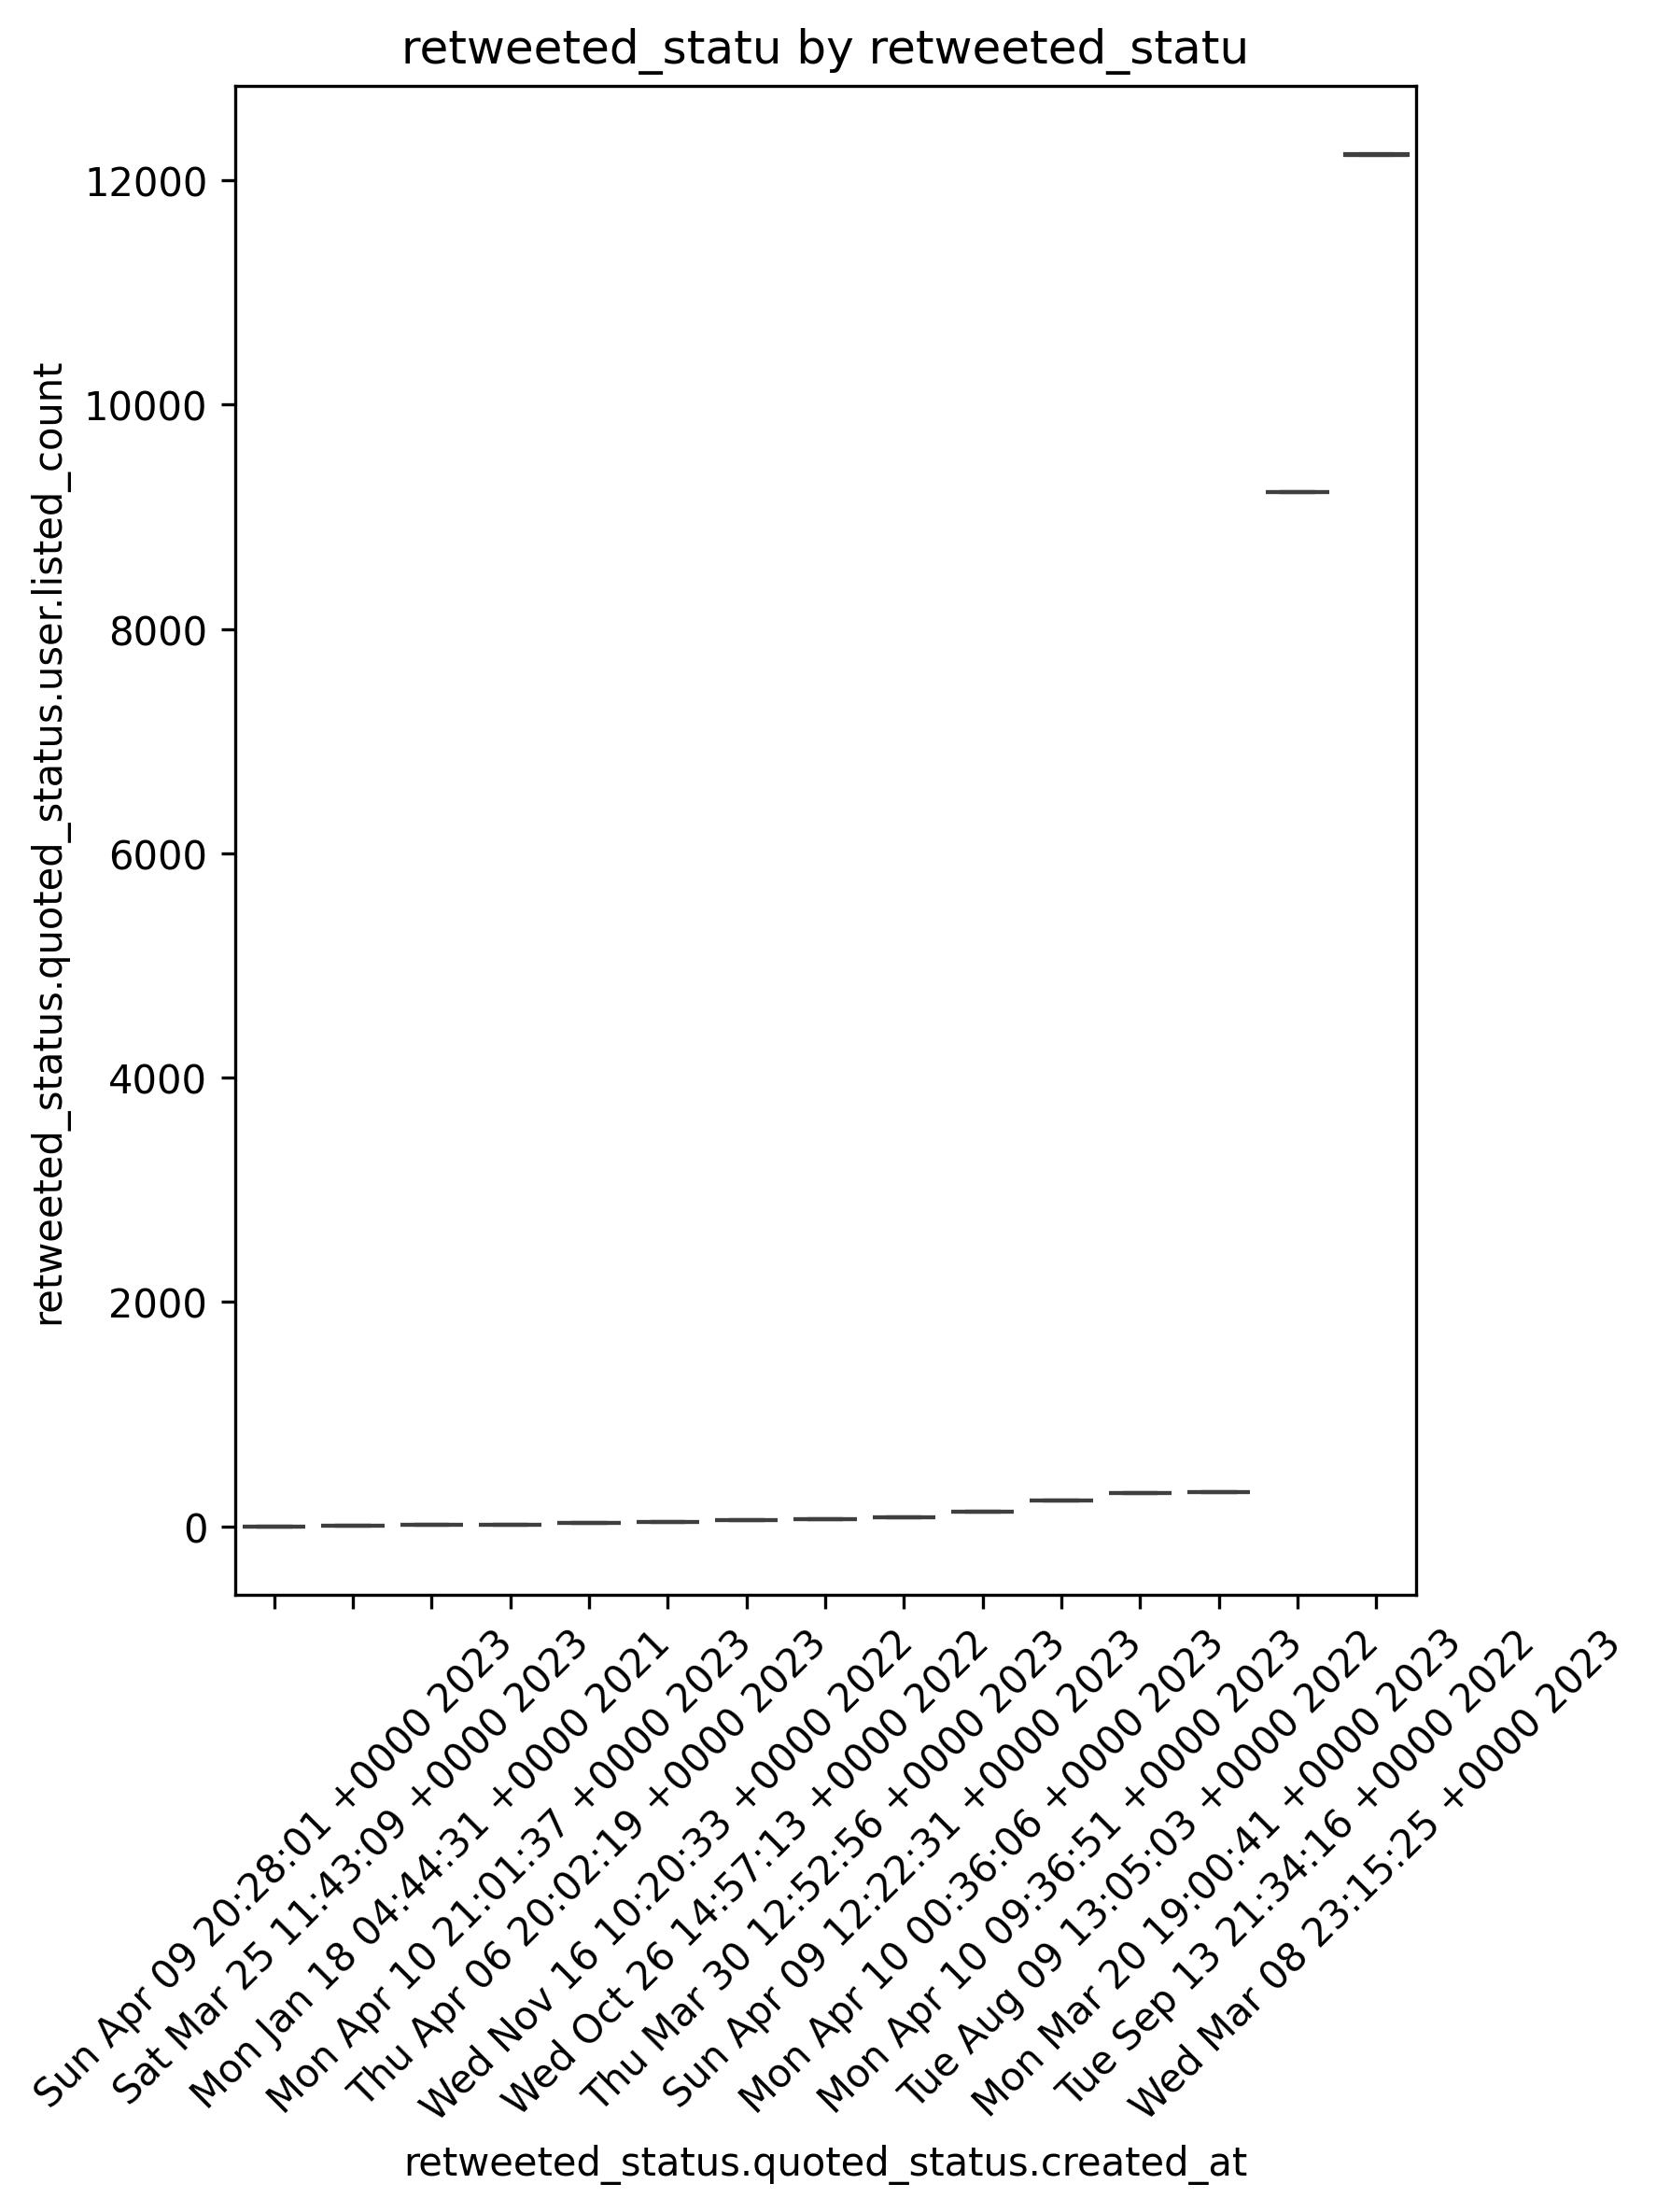 retweeted_statu by retweeted_statu
retweeted_status.quoted_status.user.listed_count
12000
10000
8000
6000
4000
2000
0
Sun Apr 09 20:28:01 +0000 2023
Sat Mar 25 11:43:09 +0000 2023
Mon Jan 18 04:44:31 +0000 2021
Mon Apr 10 21:01:37 +0000 2023
Thu Apr 06 20:02:19 +0000 2023
Wed Nov 16 10:20:33 +0000 2022
Wed Oct 26 14:57:13 +0000 2022
Thu Mar 30 12:52:56 +0000 2023
Sun Apr 09 12:22:31 +0000 2023
Mon Apr 10 00:36:06 +0000 2023
Mon Apr 10 09:36:51 +0000 2023
Tue Aug 09 13:05:03 +0000 2022
Mon Mar 20 19:00:41 +0000 2023
Tue Sep 13 21:34:16 +0000 2022
Wed Mar 08 23:15:25 +0000 2023
retweeted_status.quoted_status.created_at